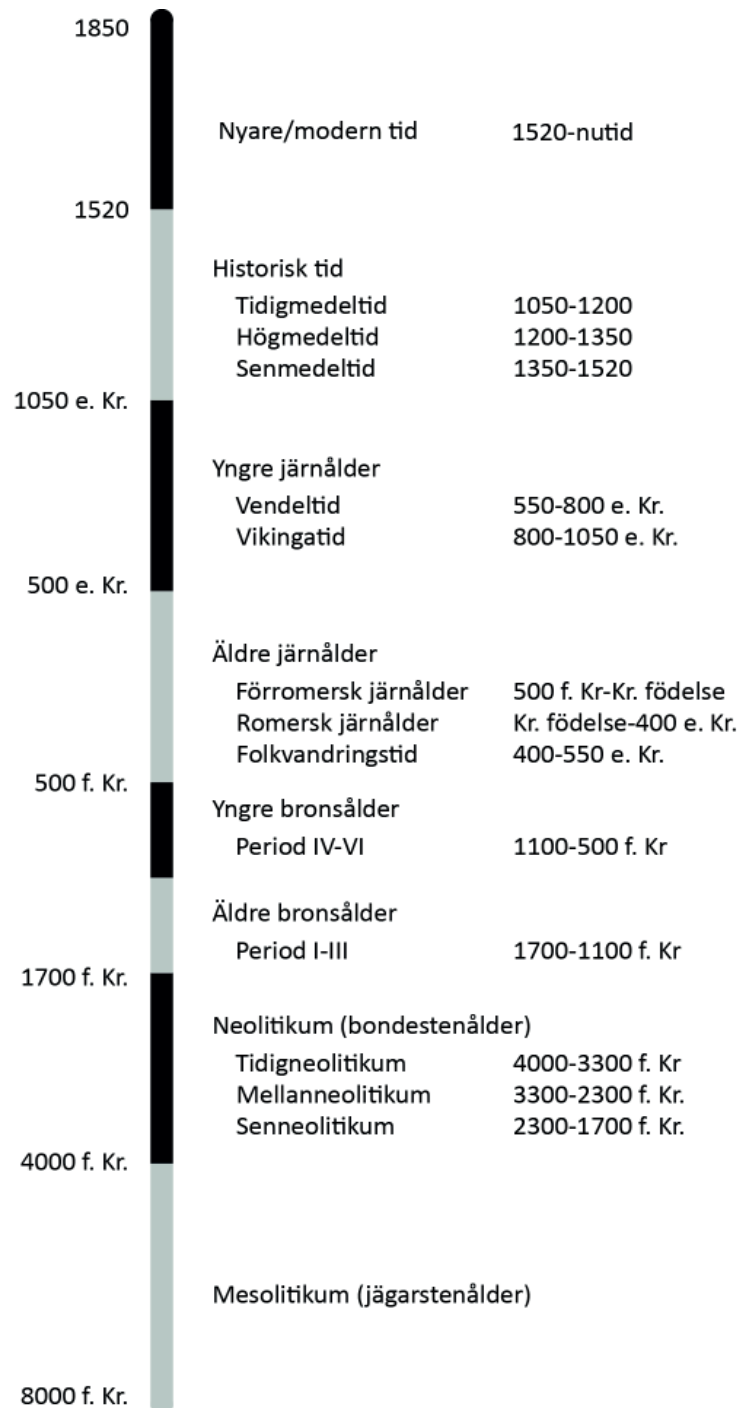 1850
Nyare/modern tid 1520-nutid
1520
Historisk tid
Tidigmedeltid 1050-1200
Högmedeltid 1200-1350
Senmedeltid 1350-1520
1050 e. Kr.
Yngre järnålder
Vendeltid 550-800 e. Kr.
Vikingatid 800-1050 e. Kr.
500 e. Kr.
Äldre järnålder
Förromersk järnålder 500 f. Kr-Kr. födelse
Romersk järnålder Kr. födelse-400 e. Kr.
Folkvandringstid 400-550 e. Kr.
500 f. Kr.
Yngre bronsålder
Period IV-VI 1100-500 f. Kr
Äldre bronsålder
Period I-III 1700-1100 f. Kr
1700 f. Kr.
Neolitikum (bondestenålder)
Tidigneolitikum 4000-3300 f. Kr
Mellanneolitikum 3300-2300 f. Kr.
Senneolitikum 2300-1700 f. Kr.
4000 f. Kr.
Mesolitikum (jägarstenålder)
8000 f. Kr.